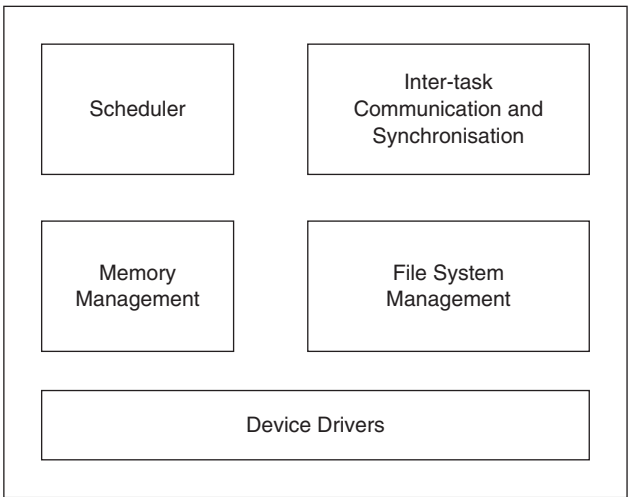 Scheduler
Inter-task
Communication and
Synchronisation
Memory
Management
File System
Management
Device Drivers